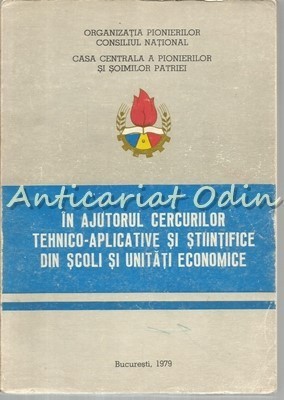 ORGANIZAȚIA PIONIERILOR
CONSILIUL NAȚIONAL
CASA CENTRALA A PIONIERILOR
ȘI ȘOIMILOR PATRIEI
Anticariat Odin
ÎN AJUTORUL CERCURILOR
TEHNICO-APLICATIVE ȘI ȘTIINȚIFICE
DIN ȘCOLI ȘI UNITĂȚI ECONOMICE
București, 1979